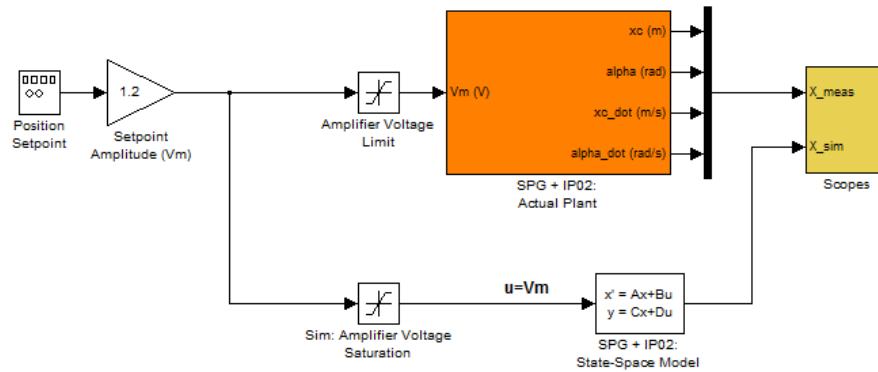 Position
Setpoint
1.2
Setpoint
Amplitude (Vm)
Amplifier Voltage
Limit
Vm (V)
xc (m)
alpha (rad)
xc_dot (m/s)
alpha_dot (rad/s)
SPG + IP02:
Actual Plant
X_meas
X_sim
Scopes
Sim: Amplifier Voltage
Saturation
u=Vm
x' = Ax+Bu
y = Cx+Du
SPG + IP02:
State-Space Model